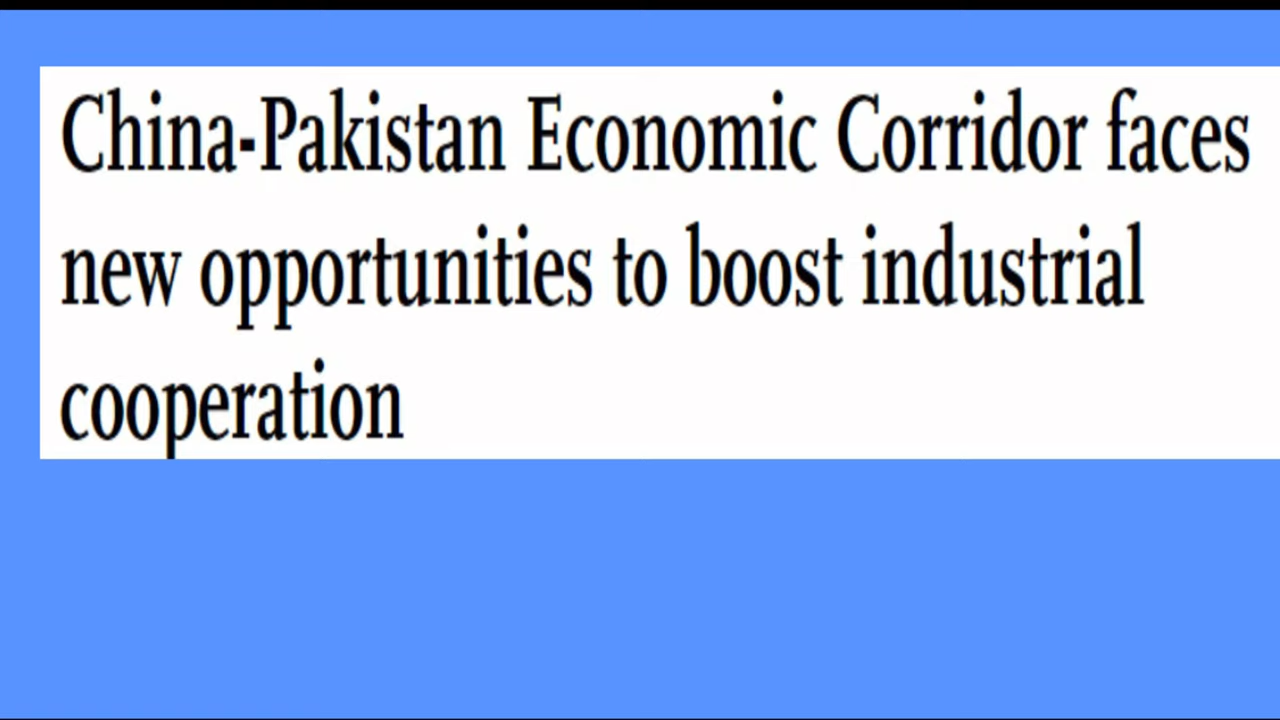 China-Pakistan Economic Corridor faces
new opportunities to boost industrial
cooperation